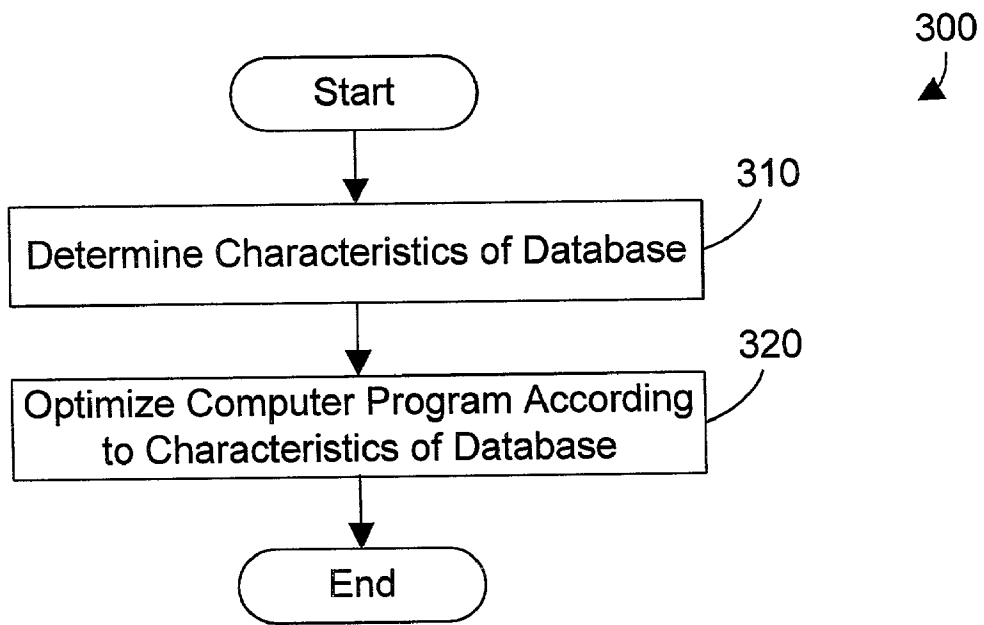 300
Start
310
Determine Characteristics of Database
320
Optimize Computer Program According
to Characteristics of Database
End